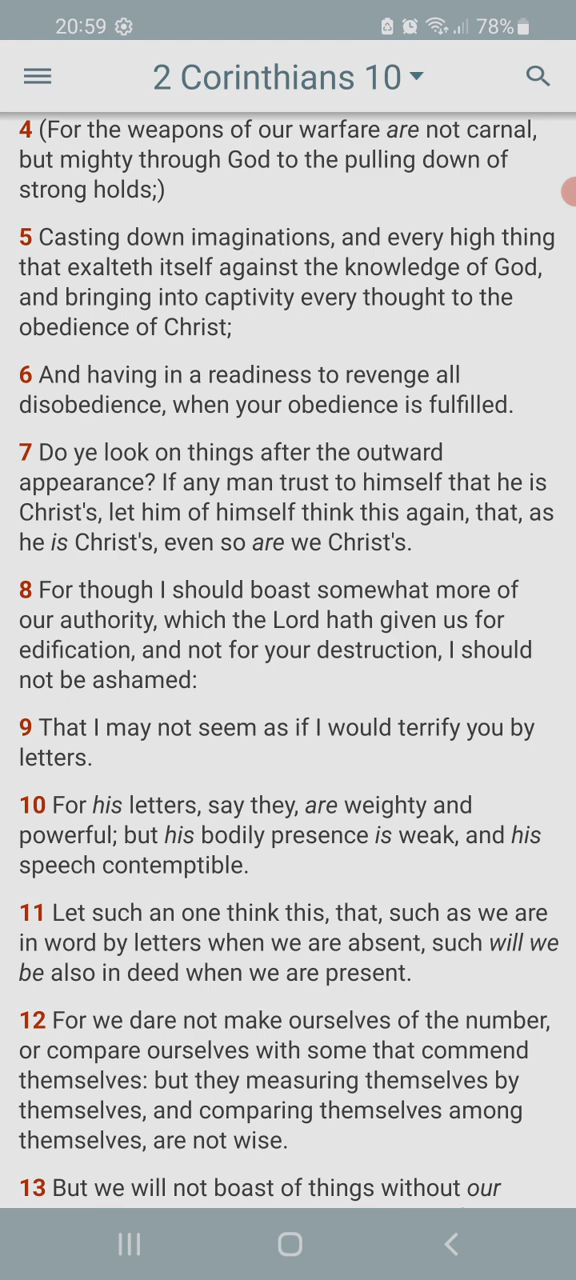 20:59
78%
2 Corinthians 10
4 (For the weapons of our warfare are not carnal,
but mighty through God to the pulling down of
strong holds;)
5 Casting down imaginations, and every high thing
that exalteth itself against the knowledge of God,
and bringing into captivity every thought to the
obedience of Christ;
6 And having in a readiness to revenge all
disobedience, when your obedience is fulfilled.
7 Do ye look on things after the outward
appearance? If any man trust to himself that he is
Christ's, let him of himself think this again, that, as
he is Christ's, even so are we Christ's.
8 For though I should boast somewhat more of
our authority, which the Lord hath given us for
edification, and not for your destruction, I should
not be ashamed:
9 That I may not seem as if I would terrify you by
letters.
10 For his letters, say they, are weighty and
powerful; but his bodily presence is weak, and his
speech contemptible.
11 Let such an one think this, that, such as we are
in word by letters when we are absent, such will we
be also in deed when we are present.
12 For we dare not make ourselves of the number,
or compare ourselves with some that commend
themselves: but they measuring themselves by
themselves, and comparing themselves among
themselves, are not wise.
13 But we will not boast of things without our